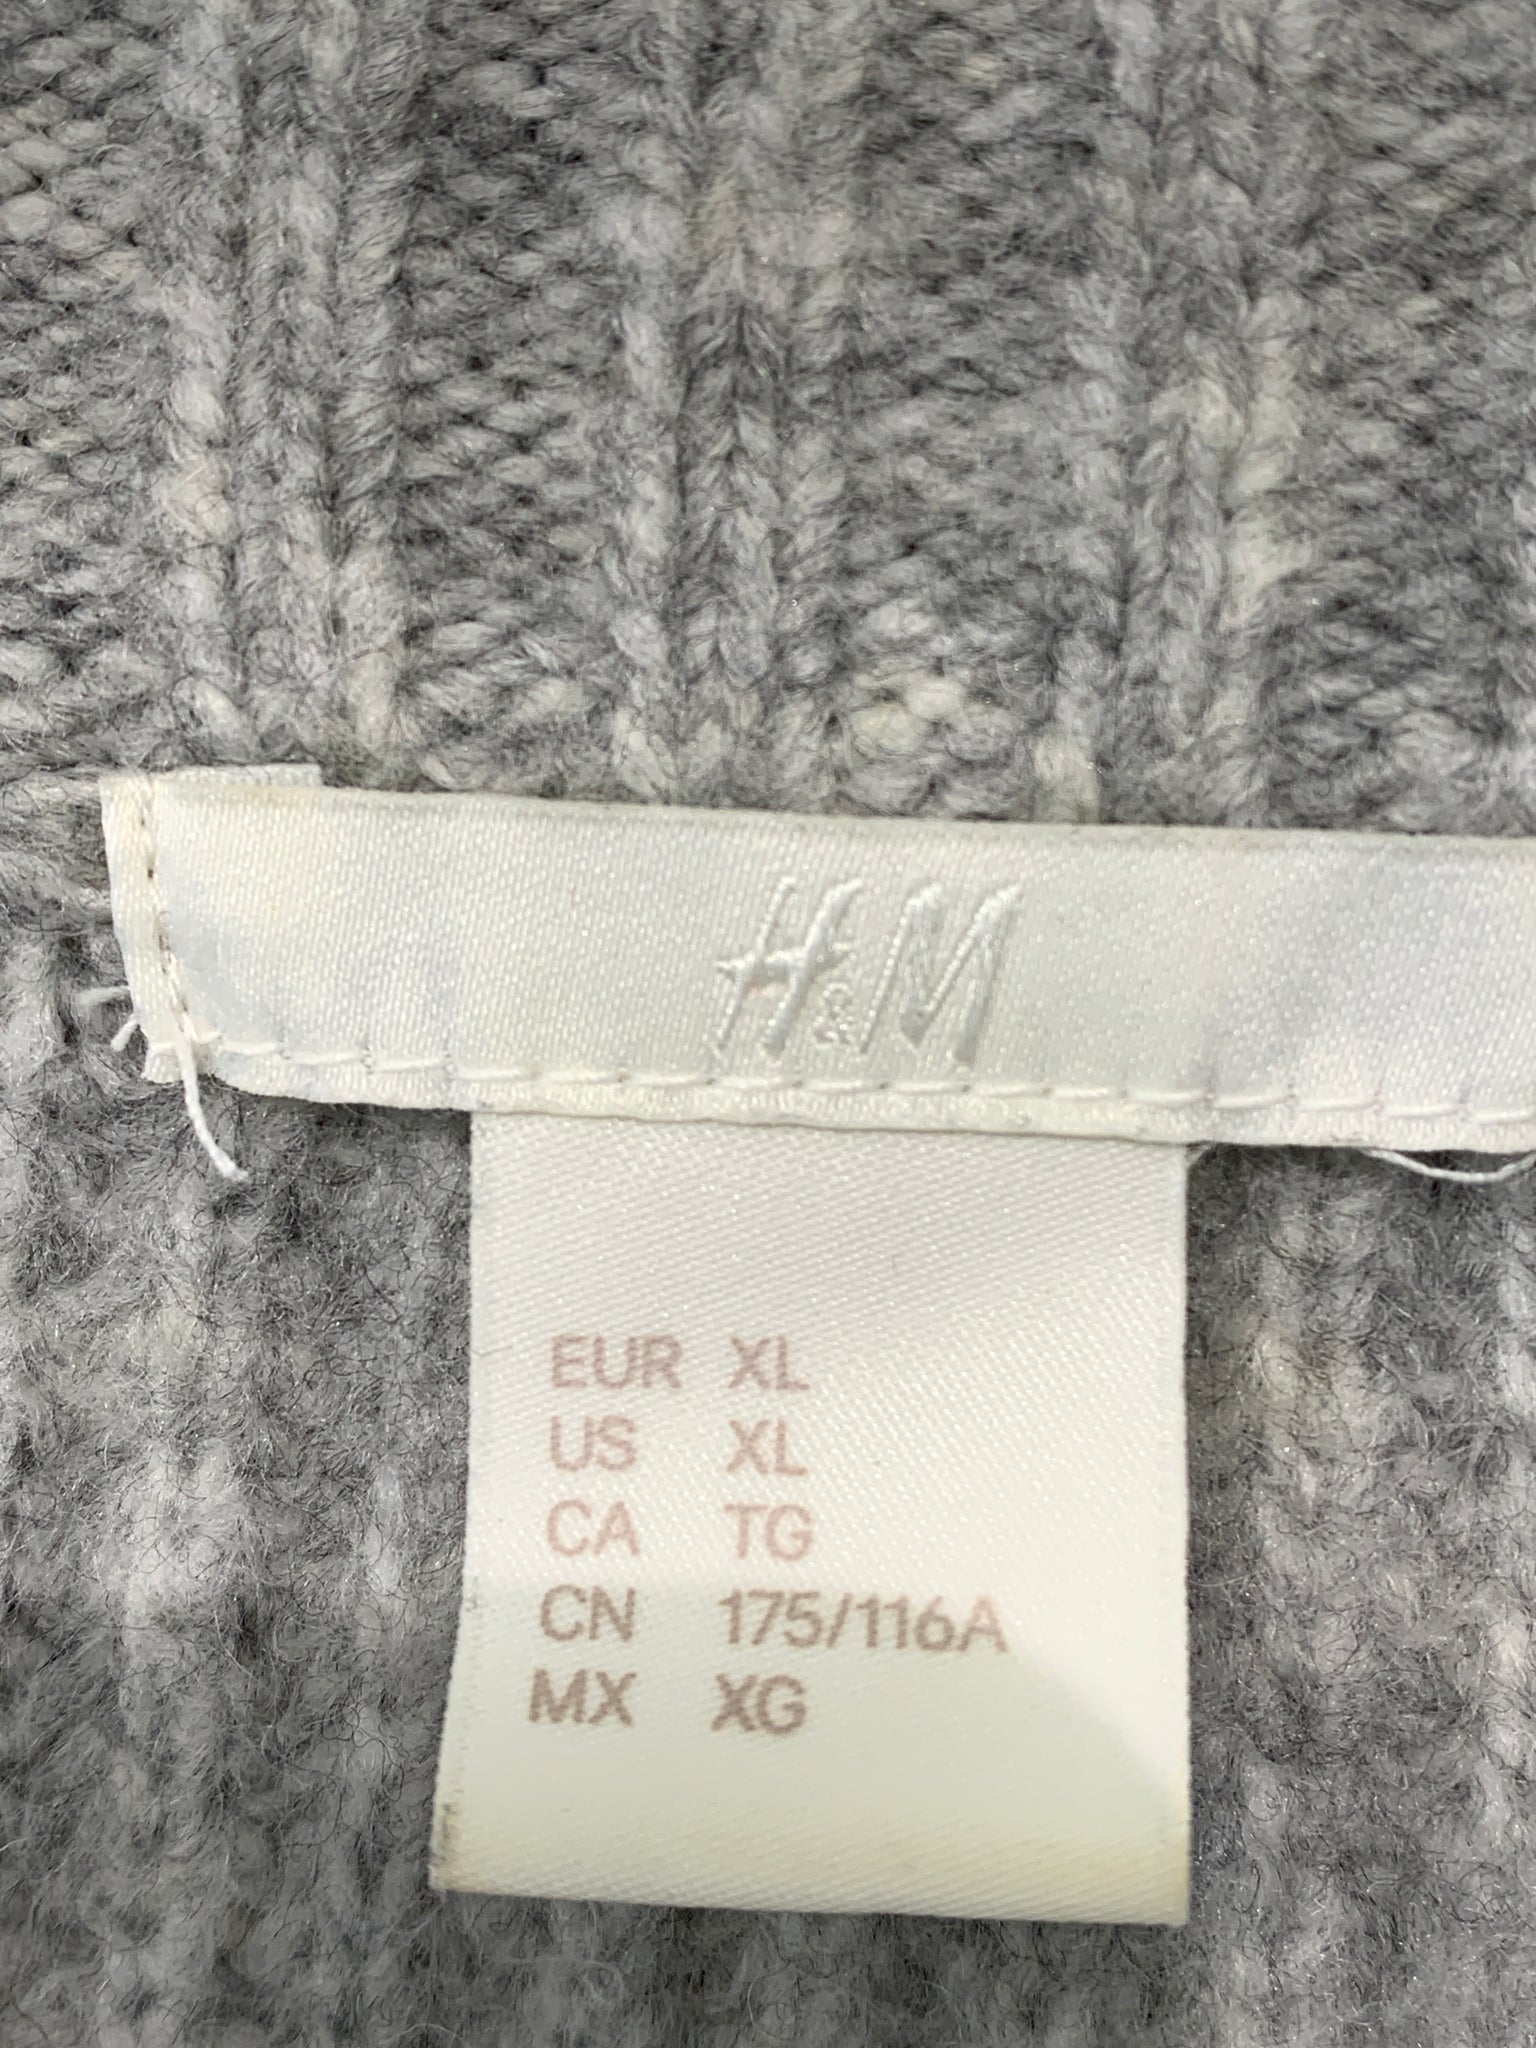 H&M
EUR XL
US XL
CA TG
CN 175/116A
MX XG